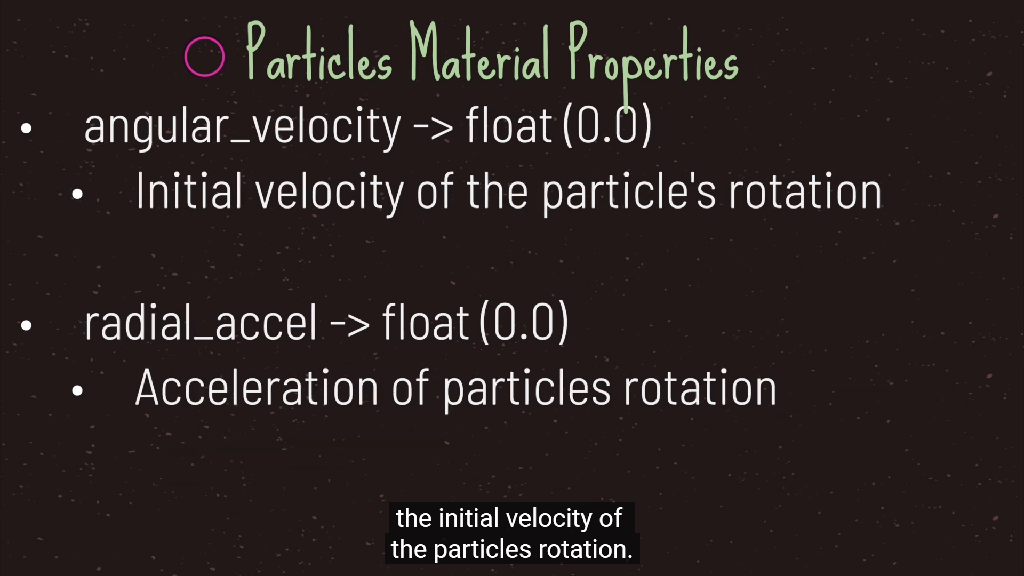 Particles Material Properties
• angular_velocity -> float (0.0)
• Initial velocity of the particle's rotation
• radial_accel -> float (0.0)
• Acceleration of particles rotation
the initial velocity of
the particles rotation.